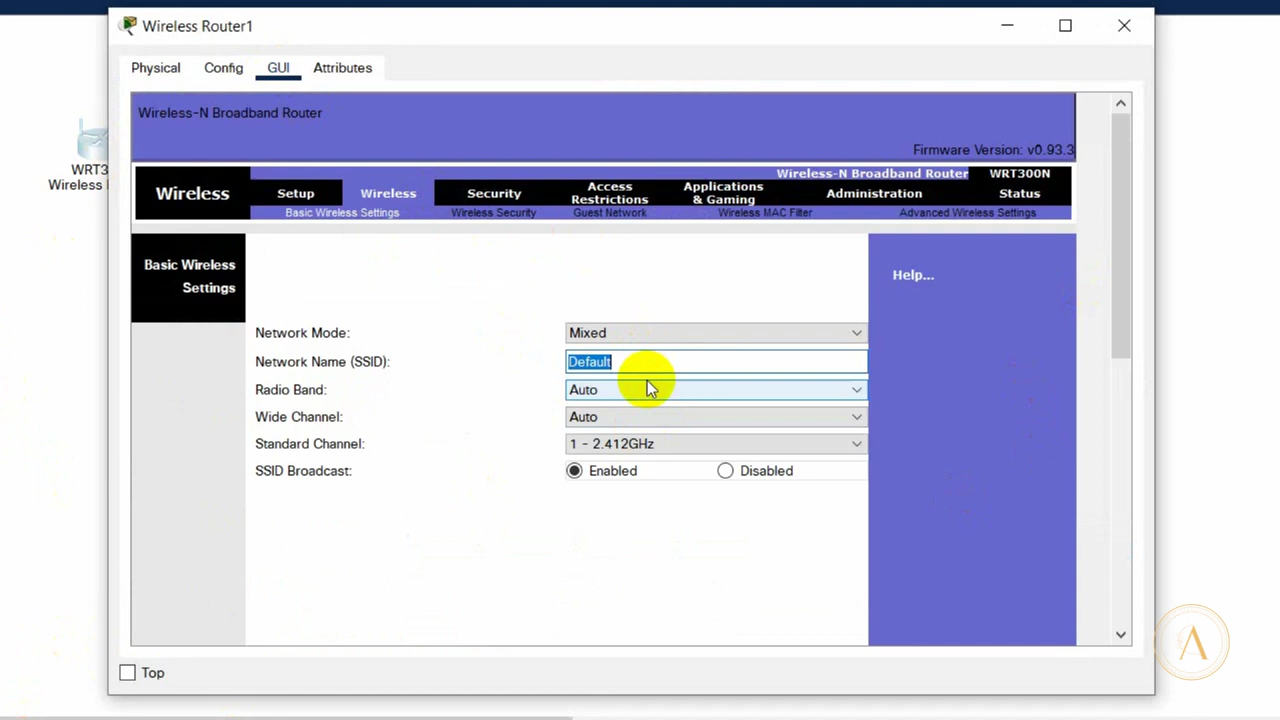 Wireless Router1
Physical Config GUI Attributes
Wireless-N Broadband Router
Firmware Version: v0.93.3
Wireless-N Broadband Router WRT300N
Wireless Setup Wireless Security Access Restrictions Applications & Gaming Administration Status
Basic Wireless Settings Wireless Security Guest Network Wireless MAC Filter Advanced Wireless Settings
WRT3
Wireless
Basic Wireless
Settings
Help...
Network Mode: Mixed
Network Name (SSID): Default
Radio Band: Auto
Wide Channel: Auto
Standard Channel: 1 - 2.412GHz
SSID Broadcast: Enabled Disabled
Top